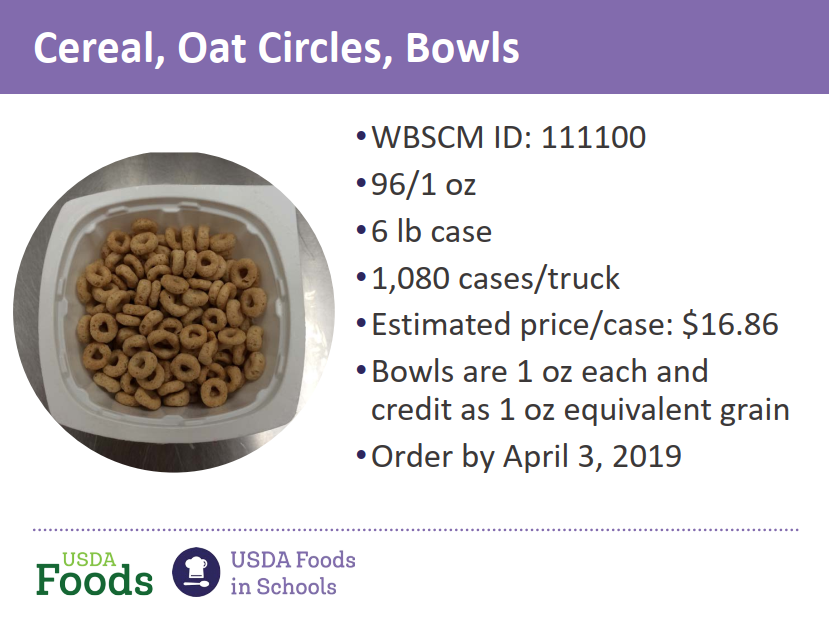 Cereal, Oat Circles, Bowls
•WBSCM ID: 111100
•96/1 oz
•6 lb case
•1,080 cases/truck
•Estimated price/case: $16.86
•Bowls are 1 oz each and
credit as 1 oz equivalent grain
•Order by April 3, 2019
USDA
Foods
USDA Foods
in Schools